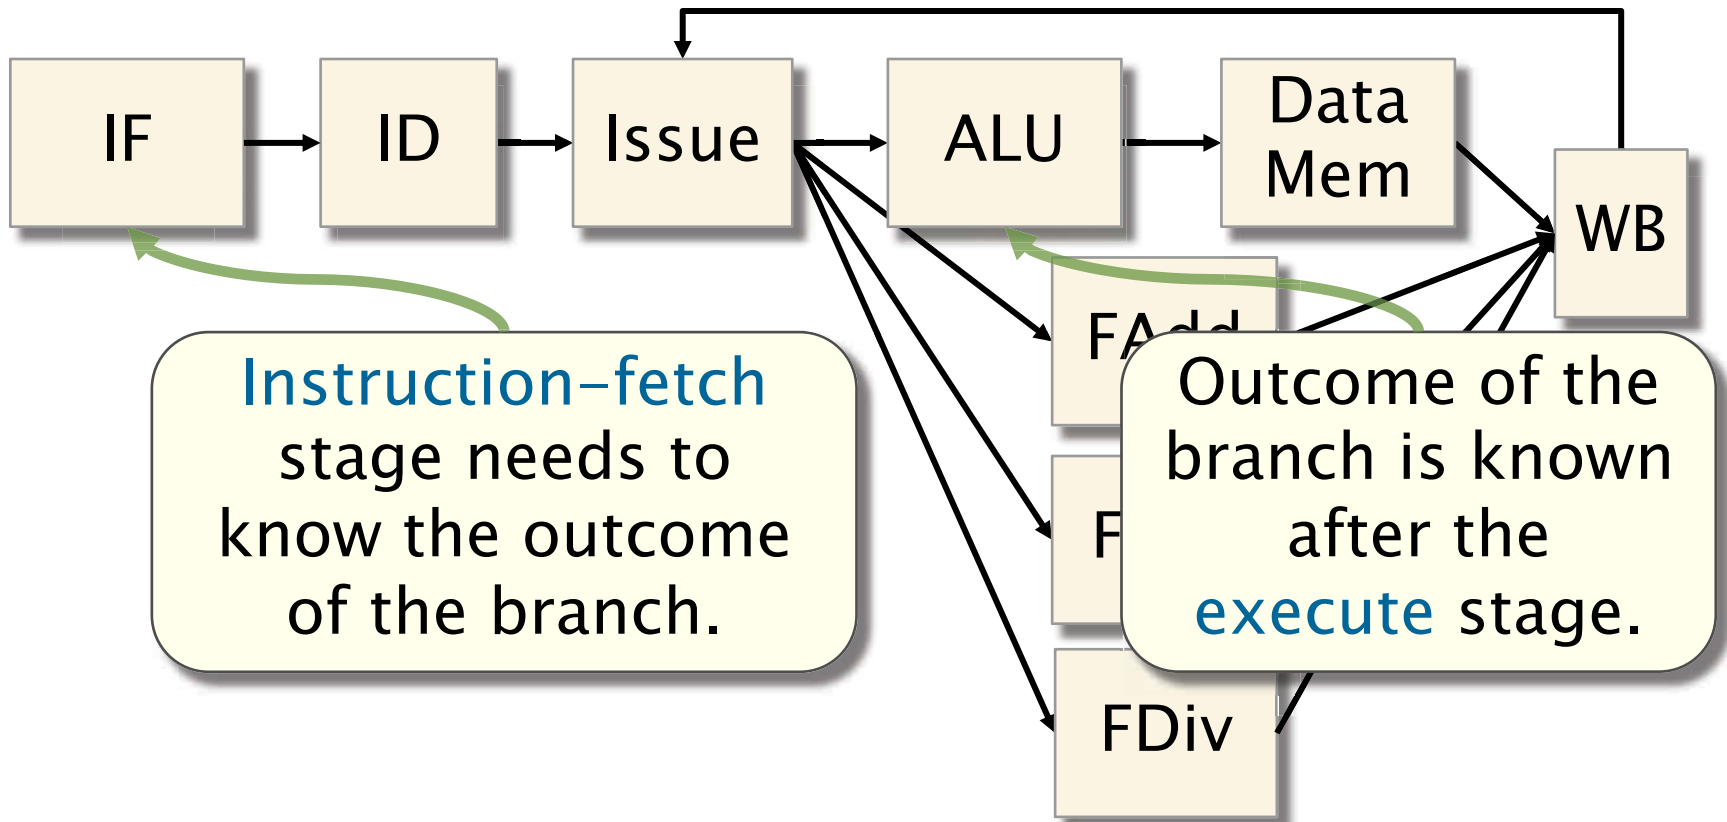 IF
ID
Issue
ALU
Data
Mem
WB
Instruction-fetch
stage needs to
know the outcome
of the branch.
Outcome of the
branch is known
after the
execute stage.
FDiv